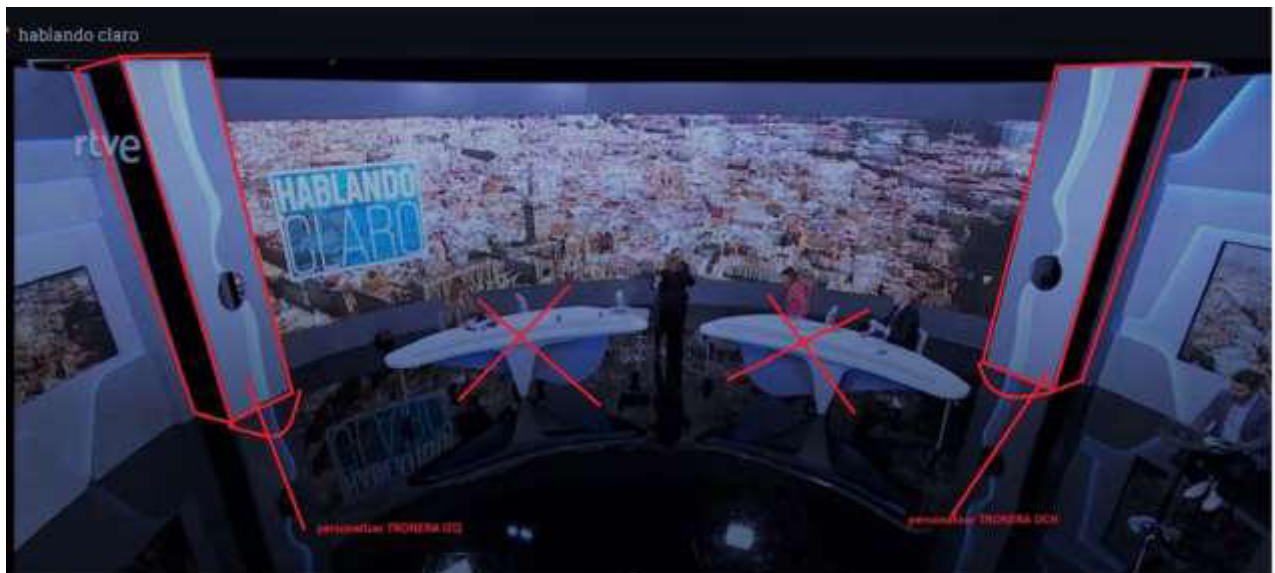 hablando claro
rtve
HABLANDO
CLARO
personalizar TRONERA IZQ
personalizar TRONERA DCH